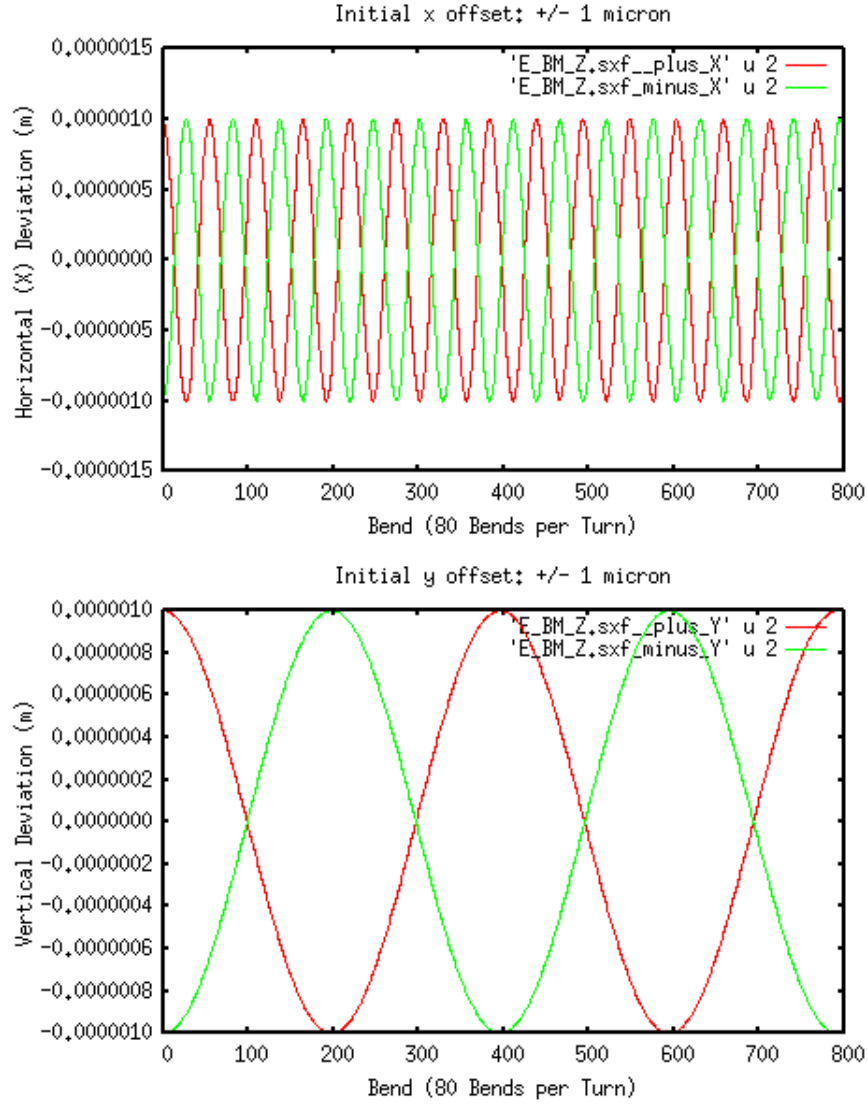 Initial x offset: +/- 1 micron
0.0000015
'E_BM_Z.sxf__plus_X' u 2
'E_BM_Z.sxf_minus_X' u 2
0.0000010
0.0000005
0.0000000
-0.0000005
-0.0000010
-0.0000015
Horizontal (X) Deviation (m)
0 100 200 300 400 500 600 700 800
Bend (80 Bends per Turn)
Initial y offset: +/- 1 micron
0.0000010
'E_BM_Z.sxf__plus_Y' u 2
'E_BM_Z.sxf_minus_Y' u 2
0.0000008
0.0000006
0.0000004
0.0000002
0.0000000
-0.0000002
-0.0000004
-0.0000006
-0.0000008
-0.0000010
Vertical Deviation (m)
0 100 200 300 400 500 600 700 800
Bend (80 Bends per Turn)